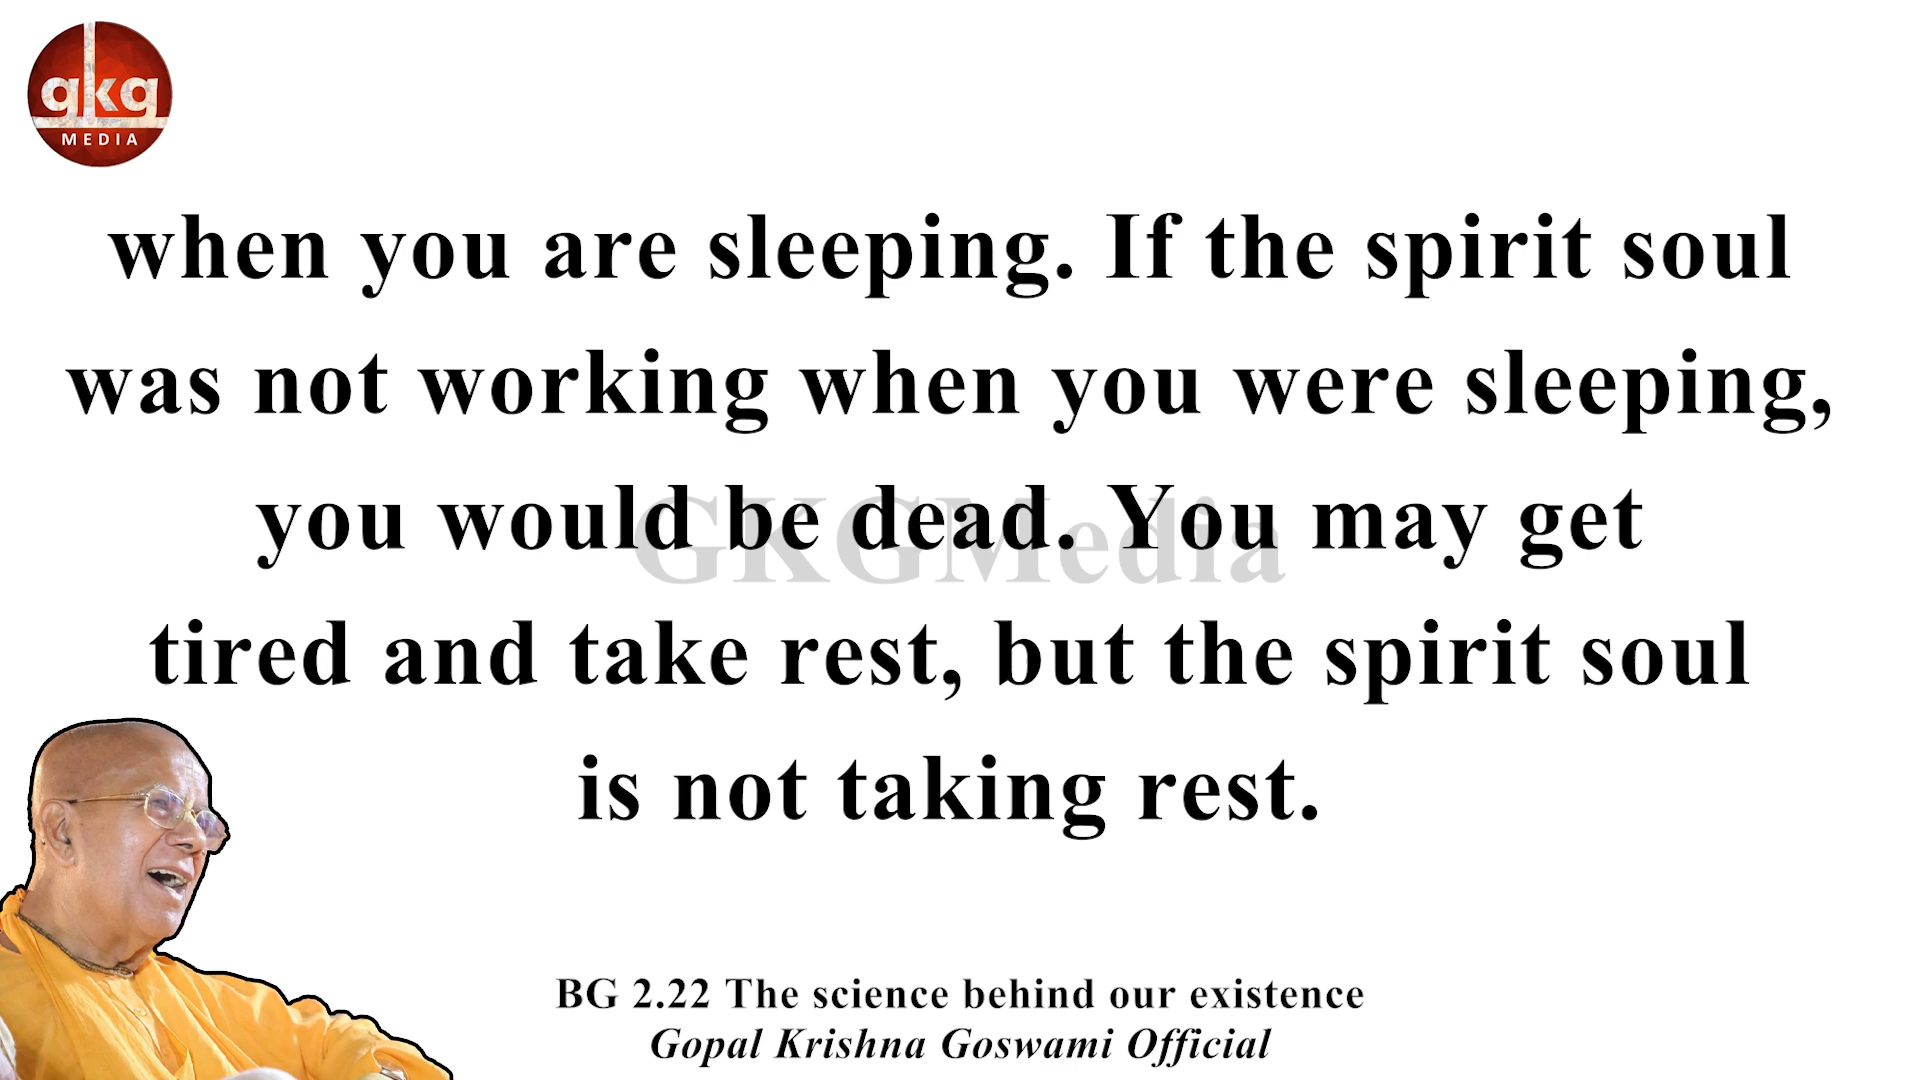 gkg
MEDIA
when you are sleeping. If the spirit soul
was not working when you were sleeping,
you would be dead. You may get
GKGMedia
tired and take rest, but the spirit soul
is not taking rest.
BG 2.22 The science behind our existence
Gopal Krishna Goswami Official